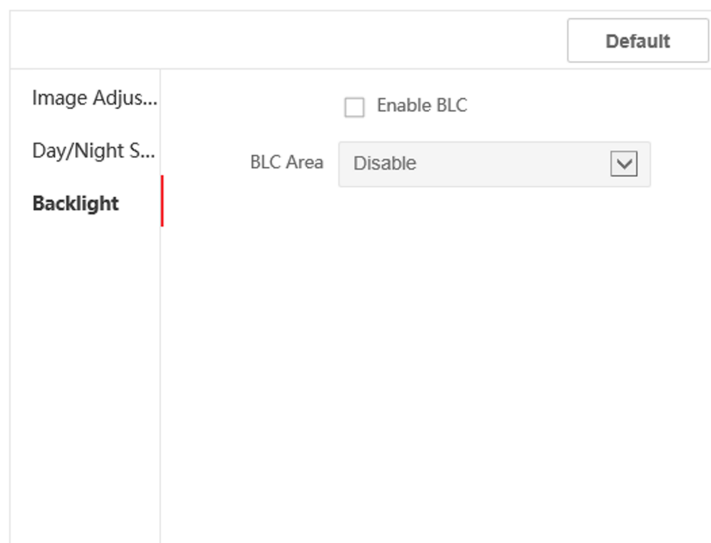 Default
Image Adjus...
Enable BLC
Day/Night S...
BLC Area
Disable
Backlight